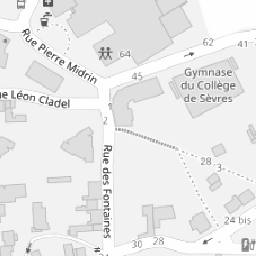 Rue Pierre Midrin
64
62
41
45
Gymnase
du Collège
de Sèvres
e Léon Cladel
2
Rue des Fontaines
28
3
24 bis
30
28